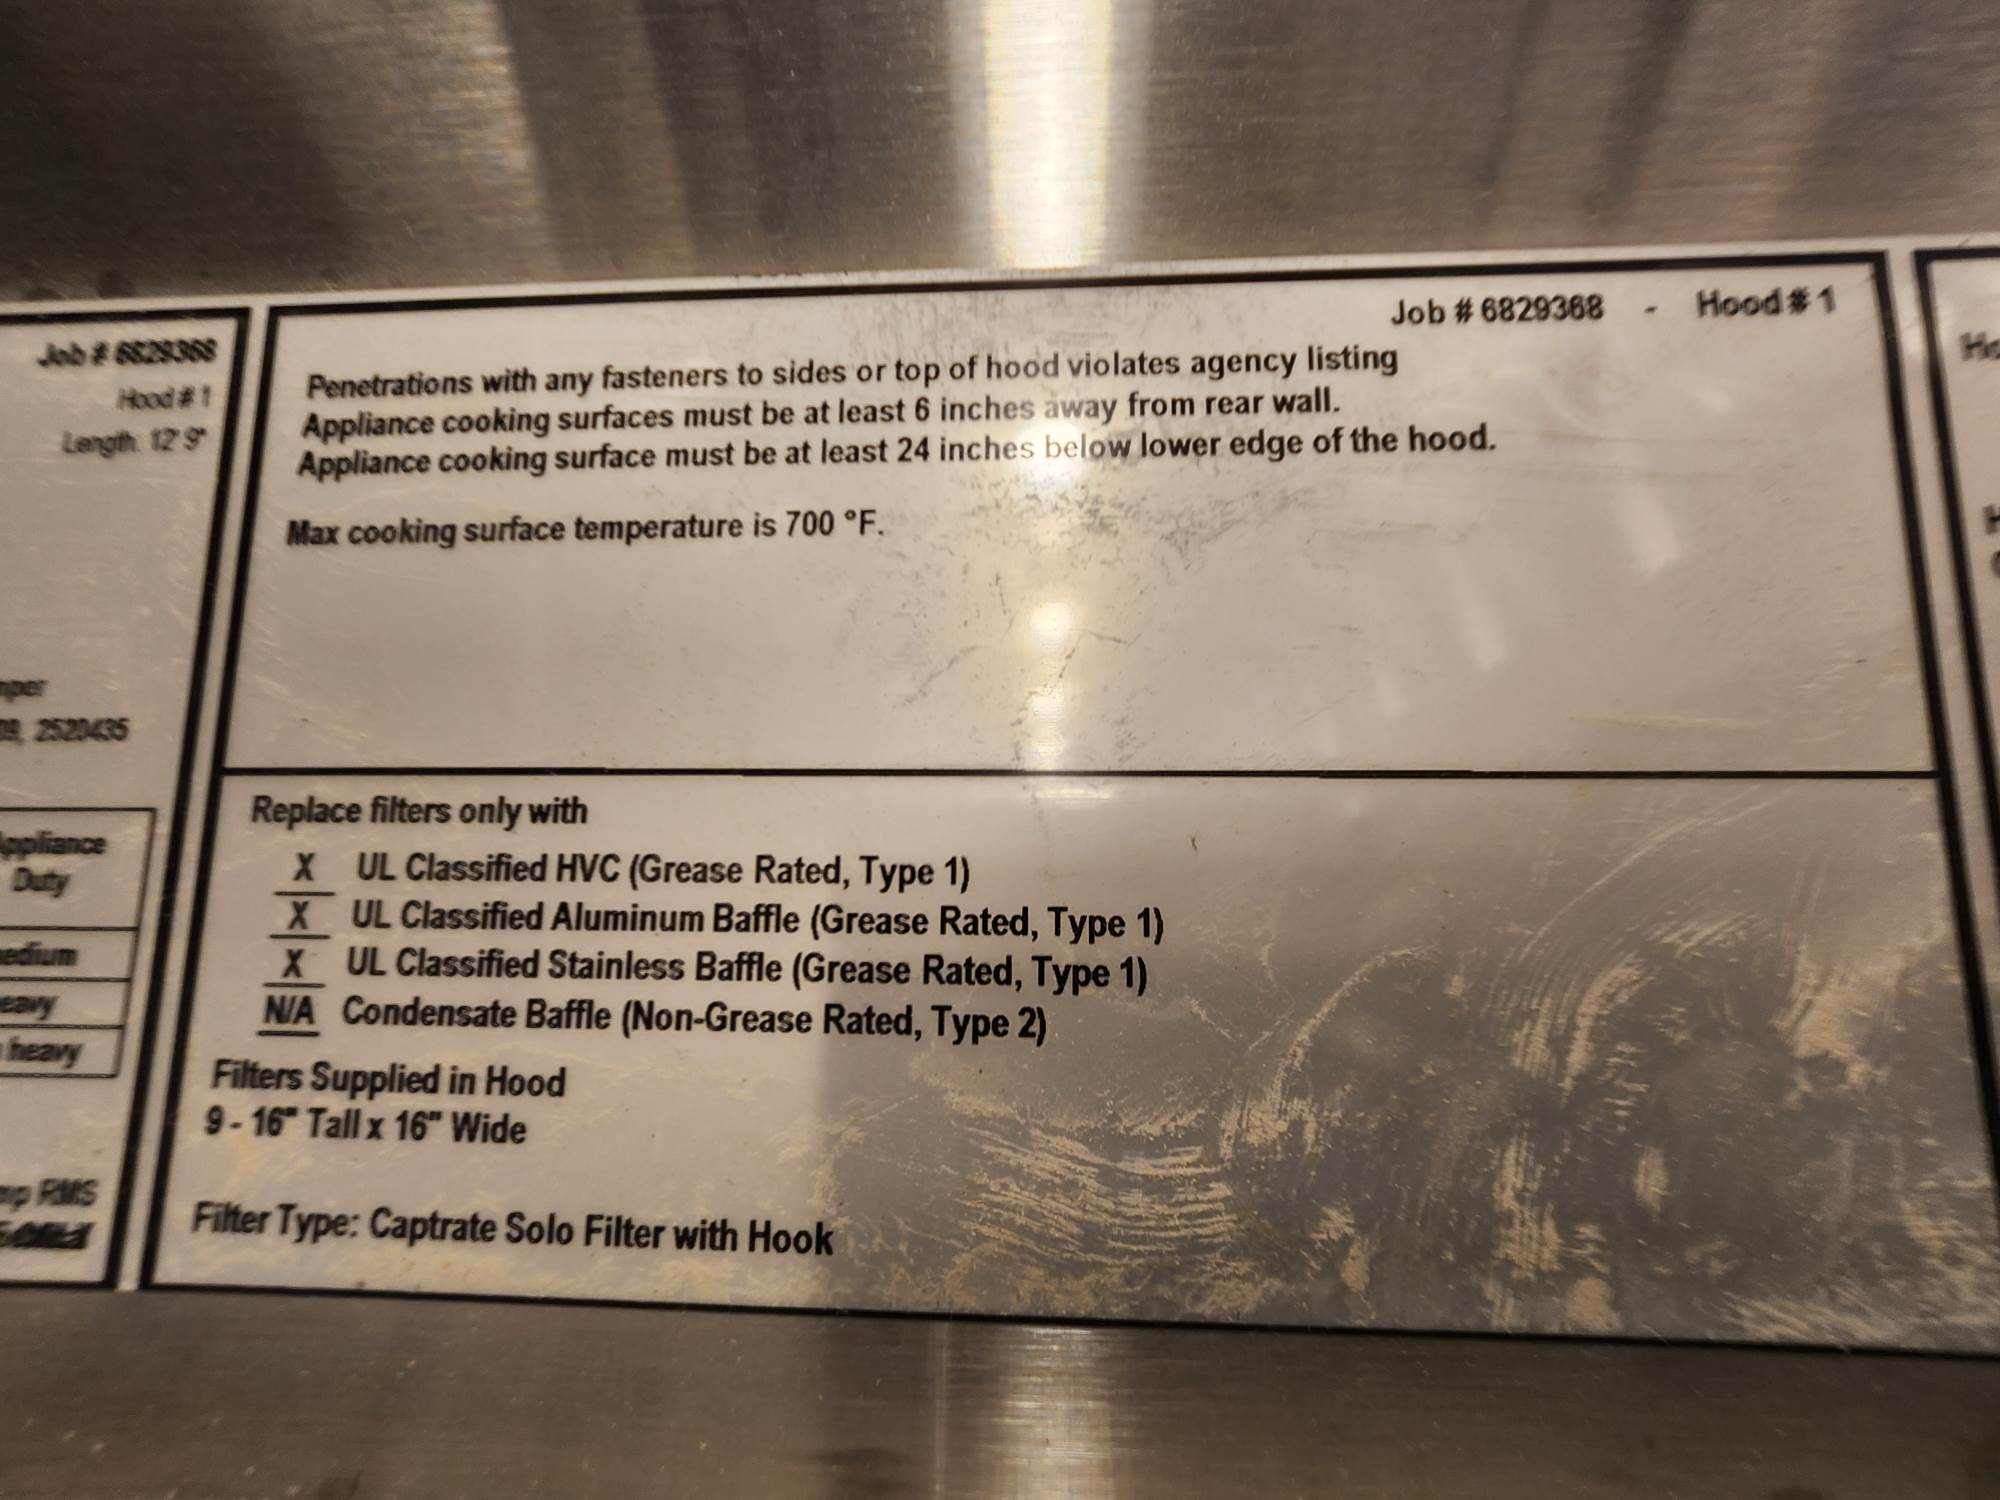 Job # 6829368
Hood # 1
Length. 12' 9"
2520435
Appliance
Duty
heavy
RMS
Job # 6829368 - Hood # 1
Penetrations with any fasteners to sides or top of hood violates agency listing
Appliance cooking surfaces must be at least 6 inches away from rear wall.
Appliance cooking surface must be at least 24 inches below lower edge of the hood.
Max cooking surface temperature is 700 °F.
Replace filters only with
X UL Classified HVC (Grease Rated, Type 1)
X UL Classified Aluminum Baffle (Grease Rated, Type 1)
X UL Classified Stainless Baffle (Grease Rated, Type 1)
N/A Condensate Baffle (Non-Grease Rated, Type 2)
Filters Supplied in Hood
9 - 16" Tall x 16" Wide
Filter Type: Captrate Solo Filter with Hook